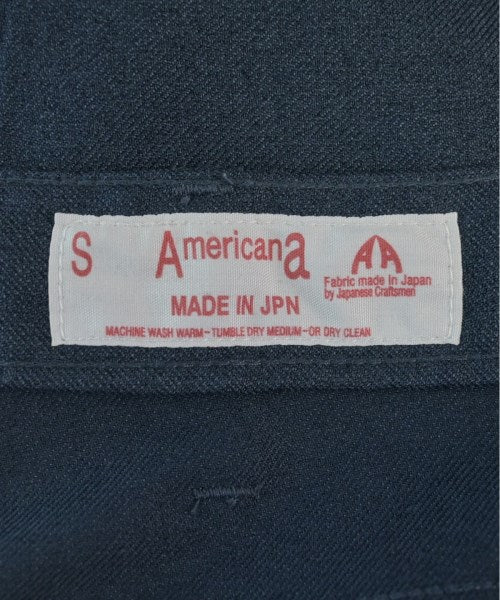 S AmericanA
AA
Fabric made in Japan
by Japanese Craftsmen
MADE IN JPN
MACHINE WASH WARM-TUMBLE DRY MEDIUM-OR DRY CLEAN